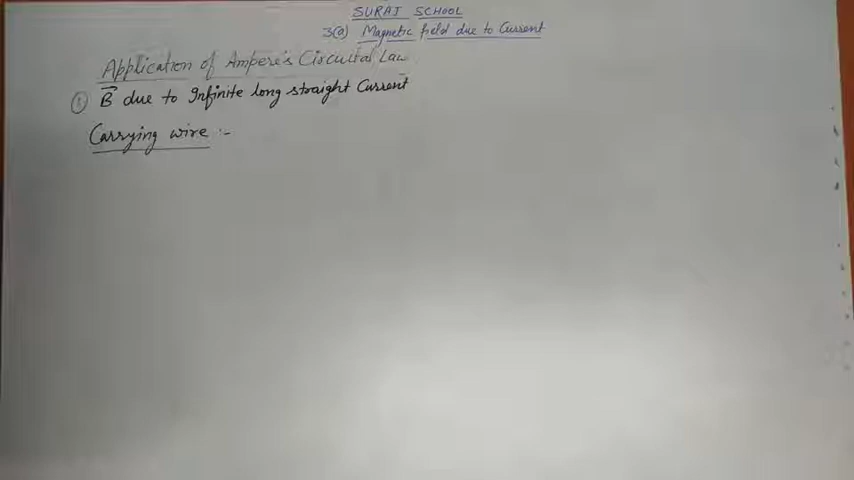 SURAJ SCHOOL
3(a) Magnetic field due to Current
Application of Ampere's Circuital Law
① B⃗ due to Infinite long straight Current
Carrying wire :-